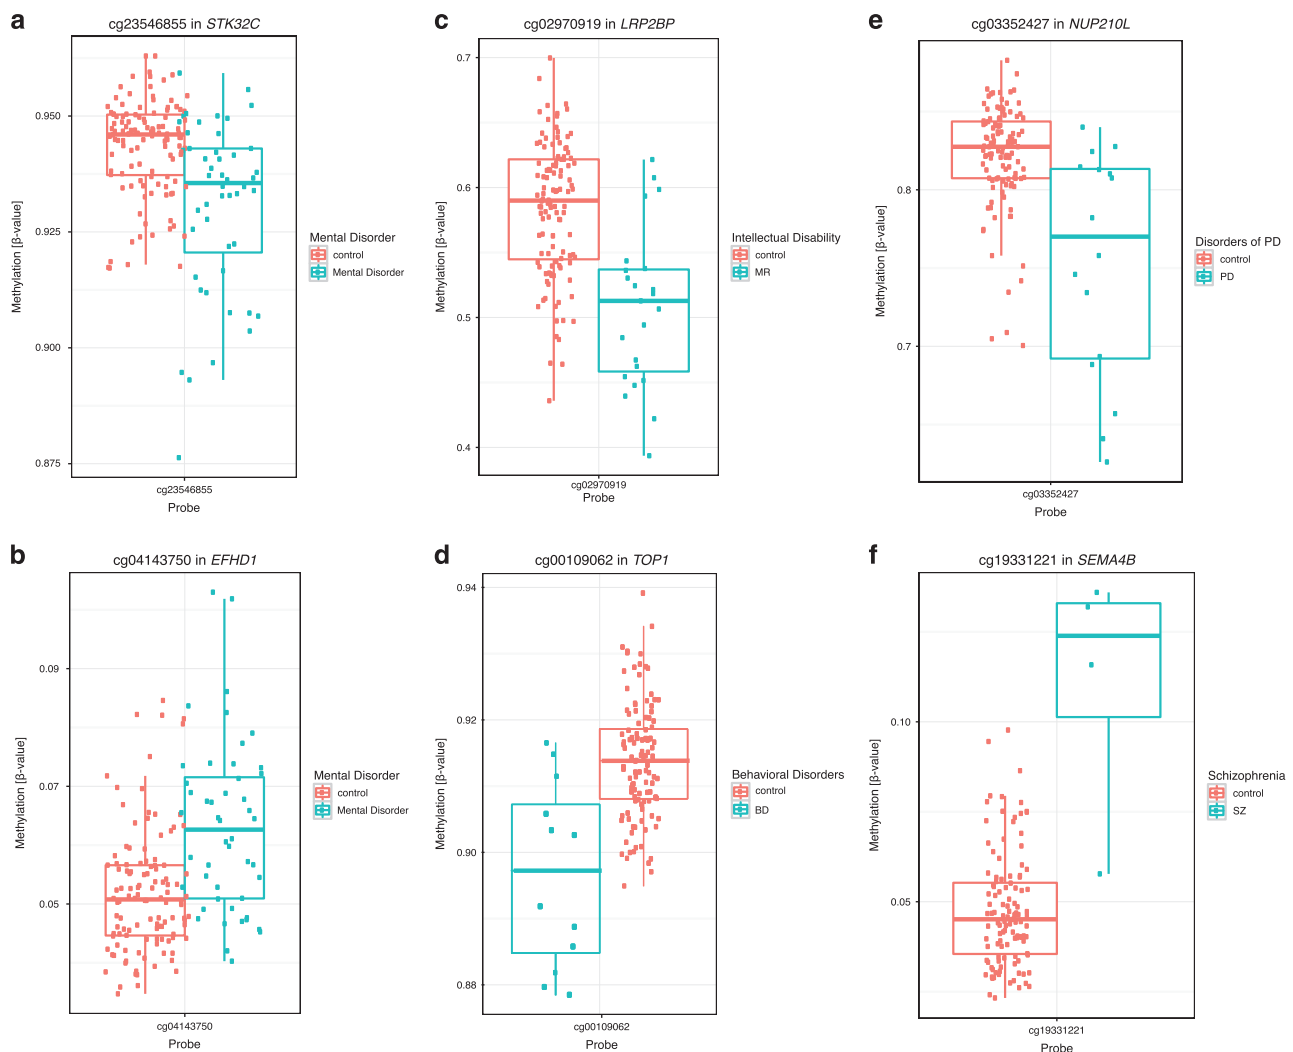 a
cg23546855 in STK32C
Methylation [β-value]
0.950
0.925
0.900
0.875
cg23546855
Probe
Mental Disorder
control
Mental Disorder
c
cg02970919 in LRP2BP
Methylation [β-value]
0.7
0.6
0.5
0.4
cg02970919
Probe
Intellectual Disability
control
MR
e
cg03352427 in NUP210L
Methylation [β-value]
0.8
0.7
cg03352427
Probe
Disorders of PD
control
PD
b
cg04143750 in EFHD1
Methylation [β-value]
0.09
0.07
0.05
cg04143750
Probe
Mental Disorder
control
Mental Disorder
d
cg00109062 in TOP1
Methylation [β-value]
0.94
0.92
0.90
0.88
cg00109062
Probe
Behavioral Disorders
control
BD
f
cg19331221 in SEMA4B
Methylation [β-value]
0.10
0.05
cg19331221
Probe
Schizophrenia
control
SZ